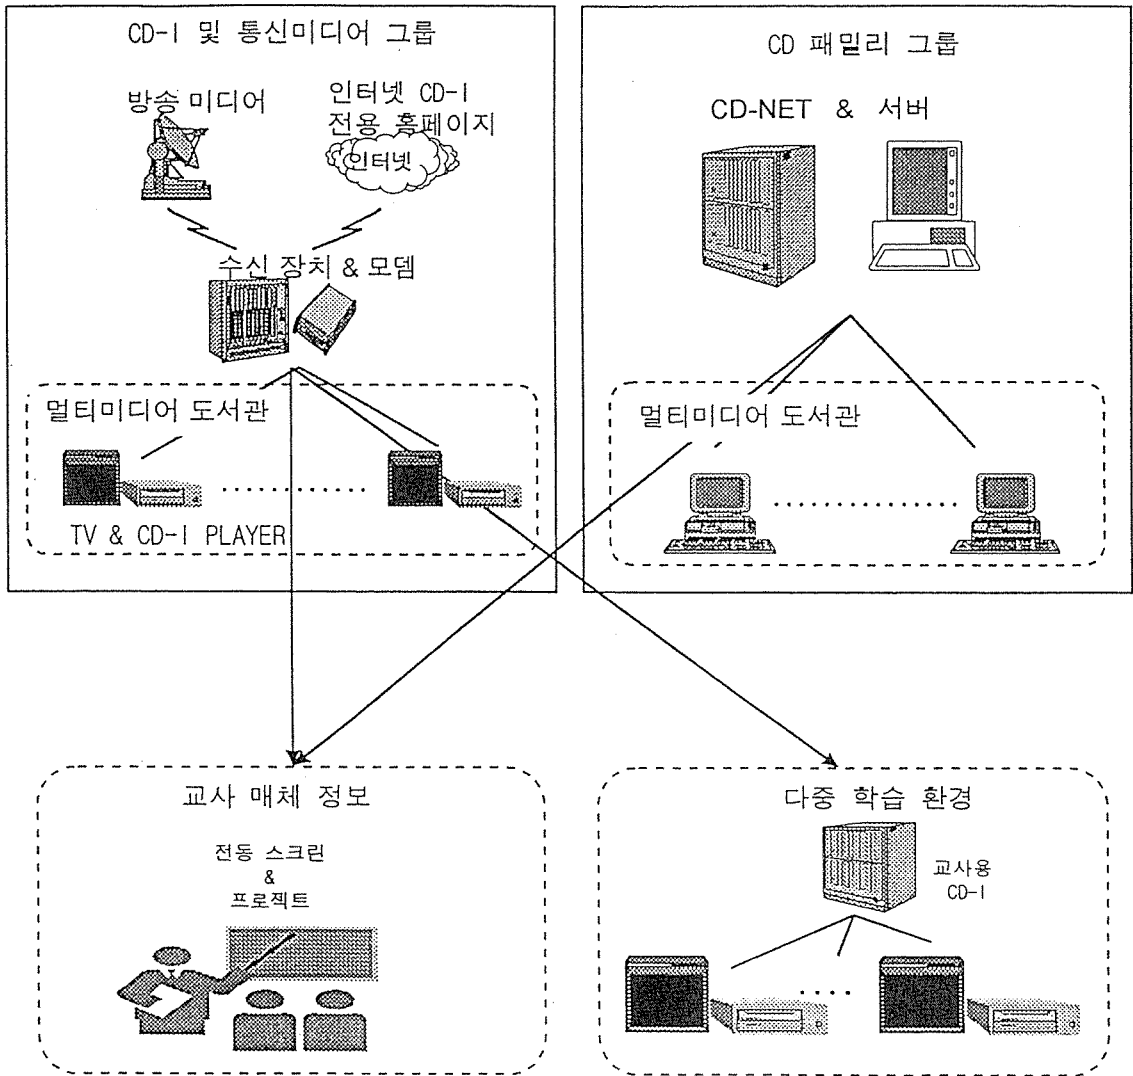 CD-I 및 통신미디어 그룹
방송 미디어
인터넷 CD-I
전용 홈페이지
인터넷
수신 장치 & 모뎀
멀티미디어 도서관
TV & CD-I PLAYER
CD 패밀리 그룹
CD-NET & 서버
멀티미디어 도서관
교사 매체 정보
전동 스크린
&
프로젝트
다중 학습 환경
교사용
CD-I